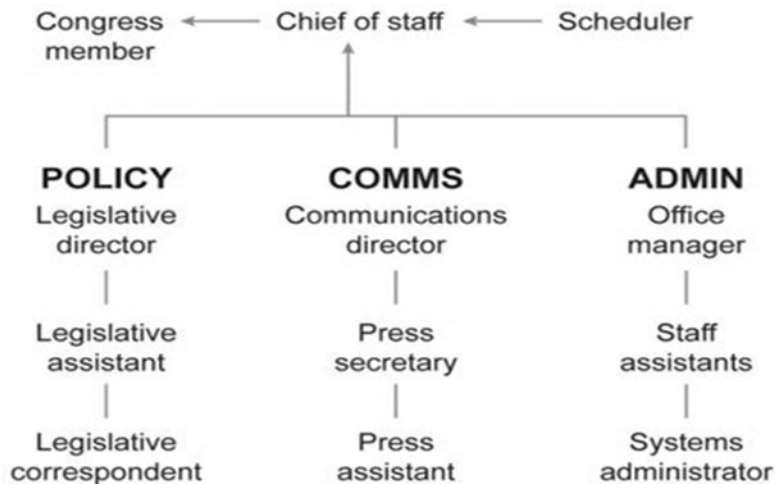 Congress Chief of staff Scheduler
member
POLICY COMMS ADMIN
Legislative Communications Office
director director manager
Legislative Press Staff
assistant secretary assistants
Legislative Press Systems
correspondent assistant administrator